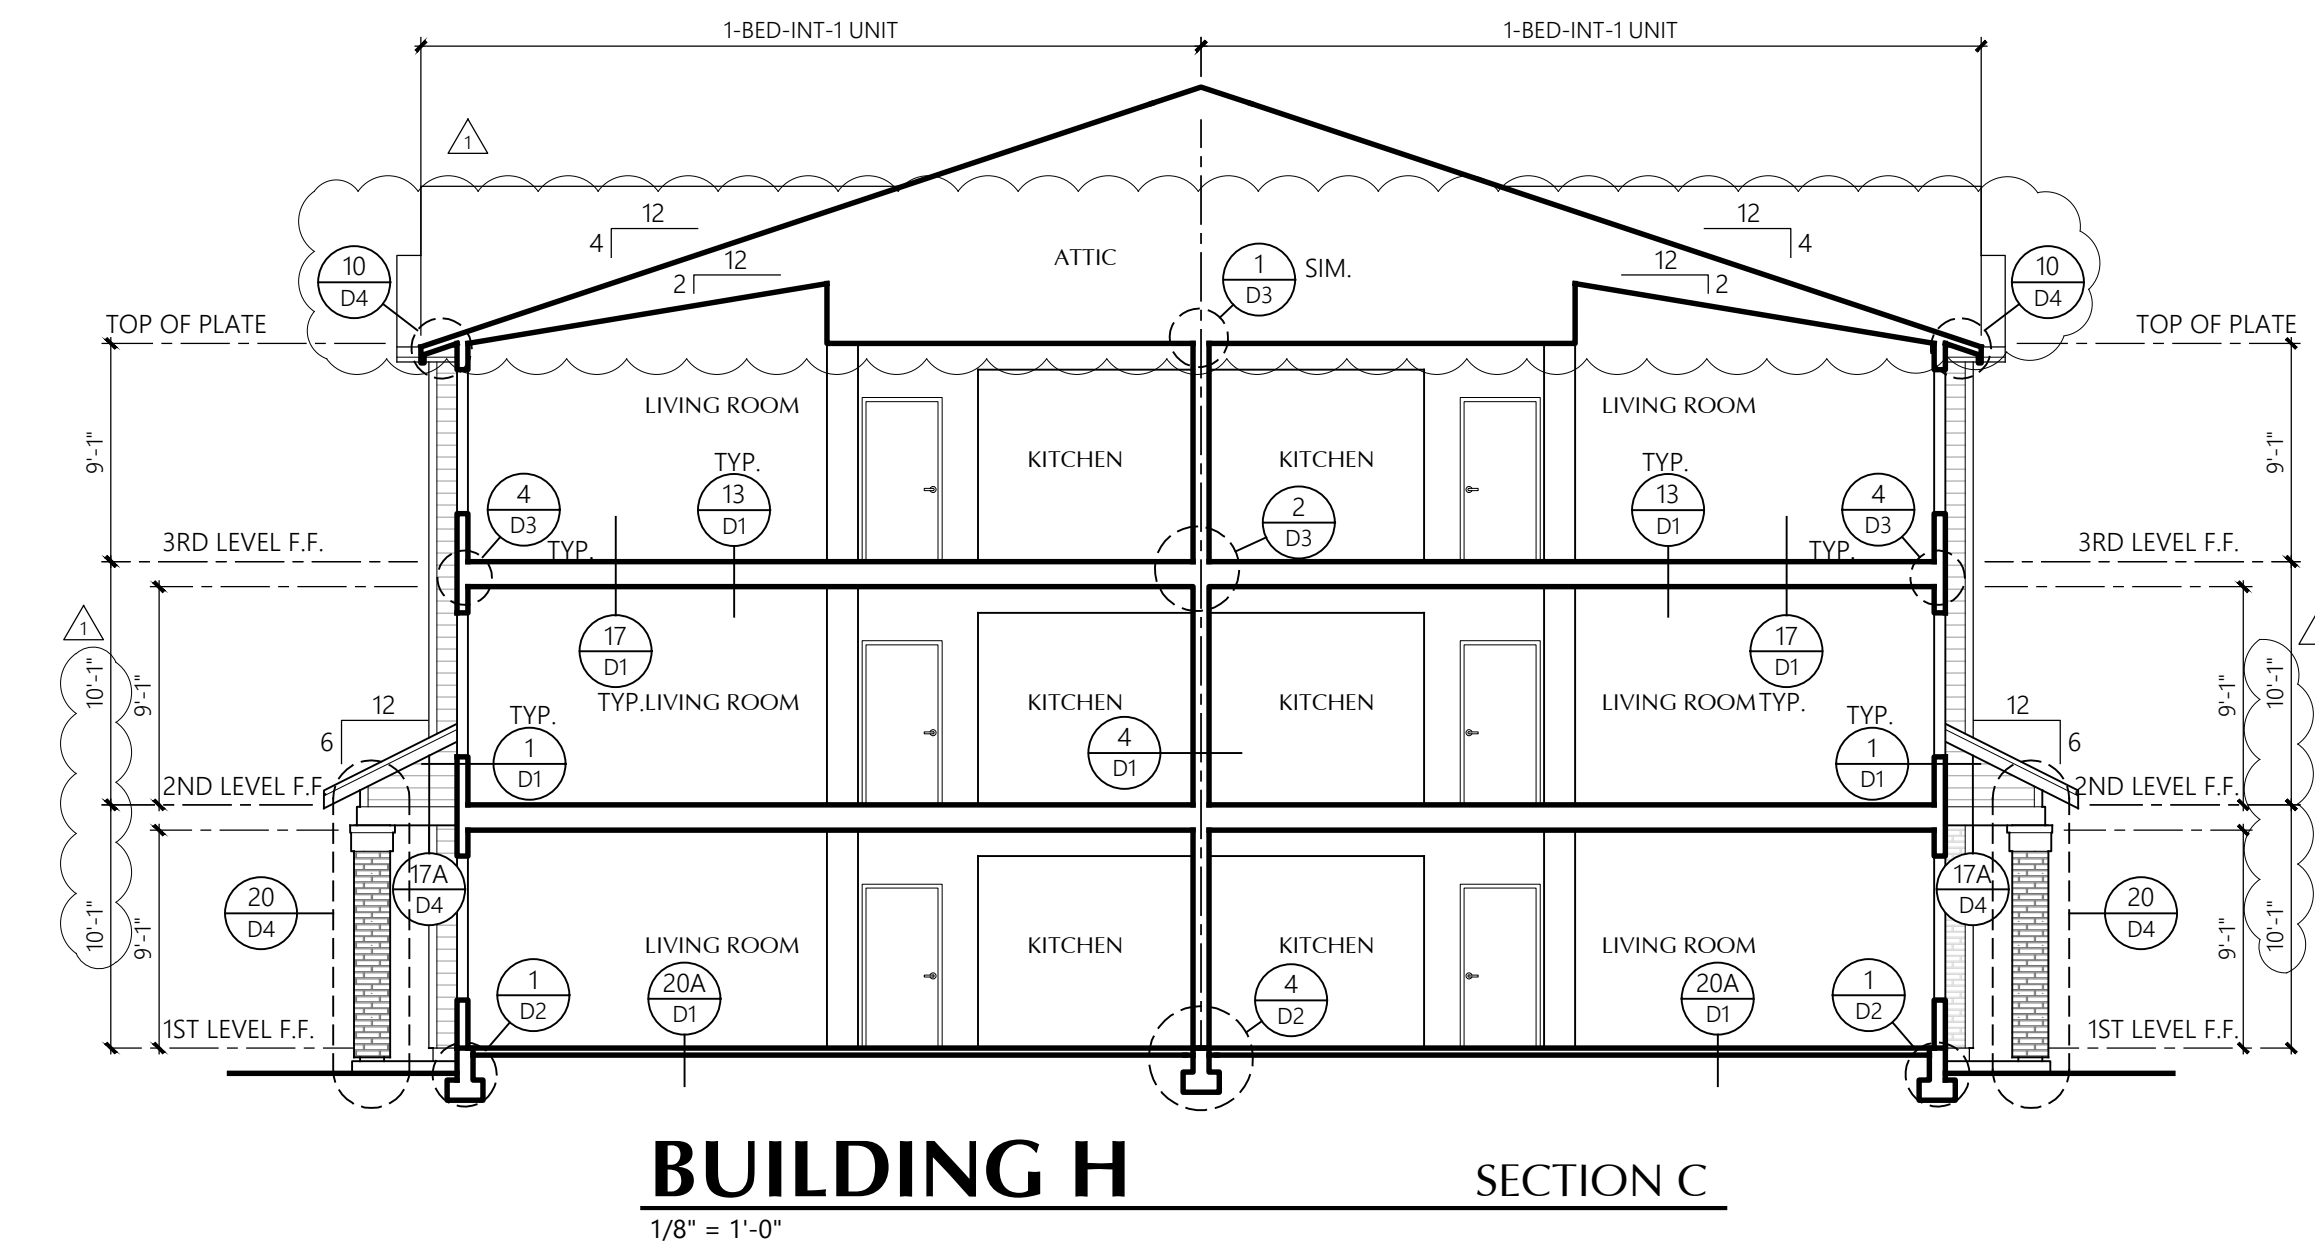 1-BED-INT-1 UNIT 1-BED-INT-1 UNIT
1
12 12
4 4
12 12
2 2
ATTIC
10 1 SIM. 10
D4 D3 D4
TOP OF PLATE TOP OF PLATE
LIVING ROOM LIVING ROOM
9'-1" KITCHEN KITCHEN 9'-1"
TYP. TYP.
4 13 2 13 4
D3 D1 D3 D1 D3
3RD LEVEL F.F. TYP. TYP. 3RD LEVEL F.F.
1
17 17
D1 D1
10'-1" 9'-1" 9'-1" 10'-1"
TYP. LIVING ROOM KITCHEN KITCHEN LIVING ROOM TYP.
12 TYP. TYP. 12
6 1 4 1 6
D1 D1 D1
2ND LEVEL F.F. 2ND LEVEL F.F.
17A 17A
D4 D4
20 20
D4 D4
10'-1" 9'-1" 9'-1" 10'-1"
LIVING ROOM KITCHEN KITCHEN LIVING ROOM
1 20A 4 20A 1
D2 D1 D2 D1 D2
1ST LEVEL F.F. 1ST LEVEL F.F.
BUILDING H SECTION C
1/8" = 1'-0"